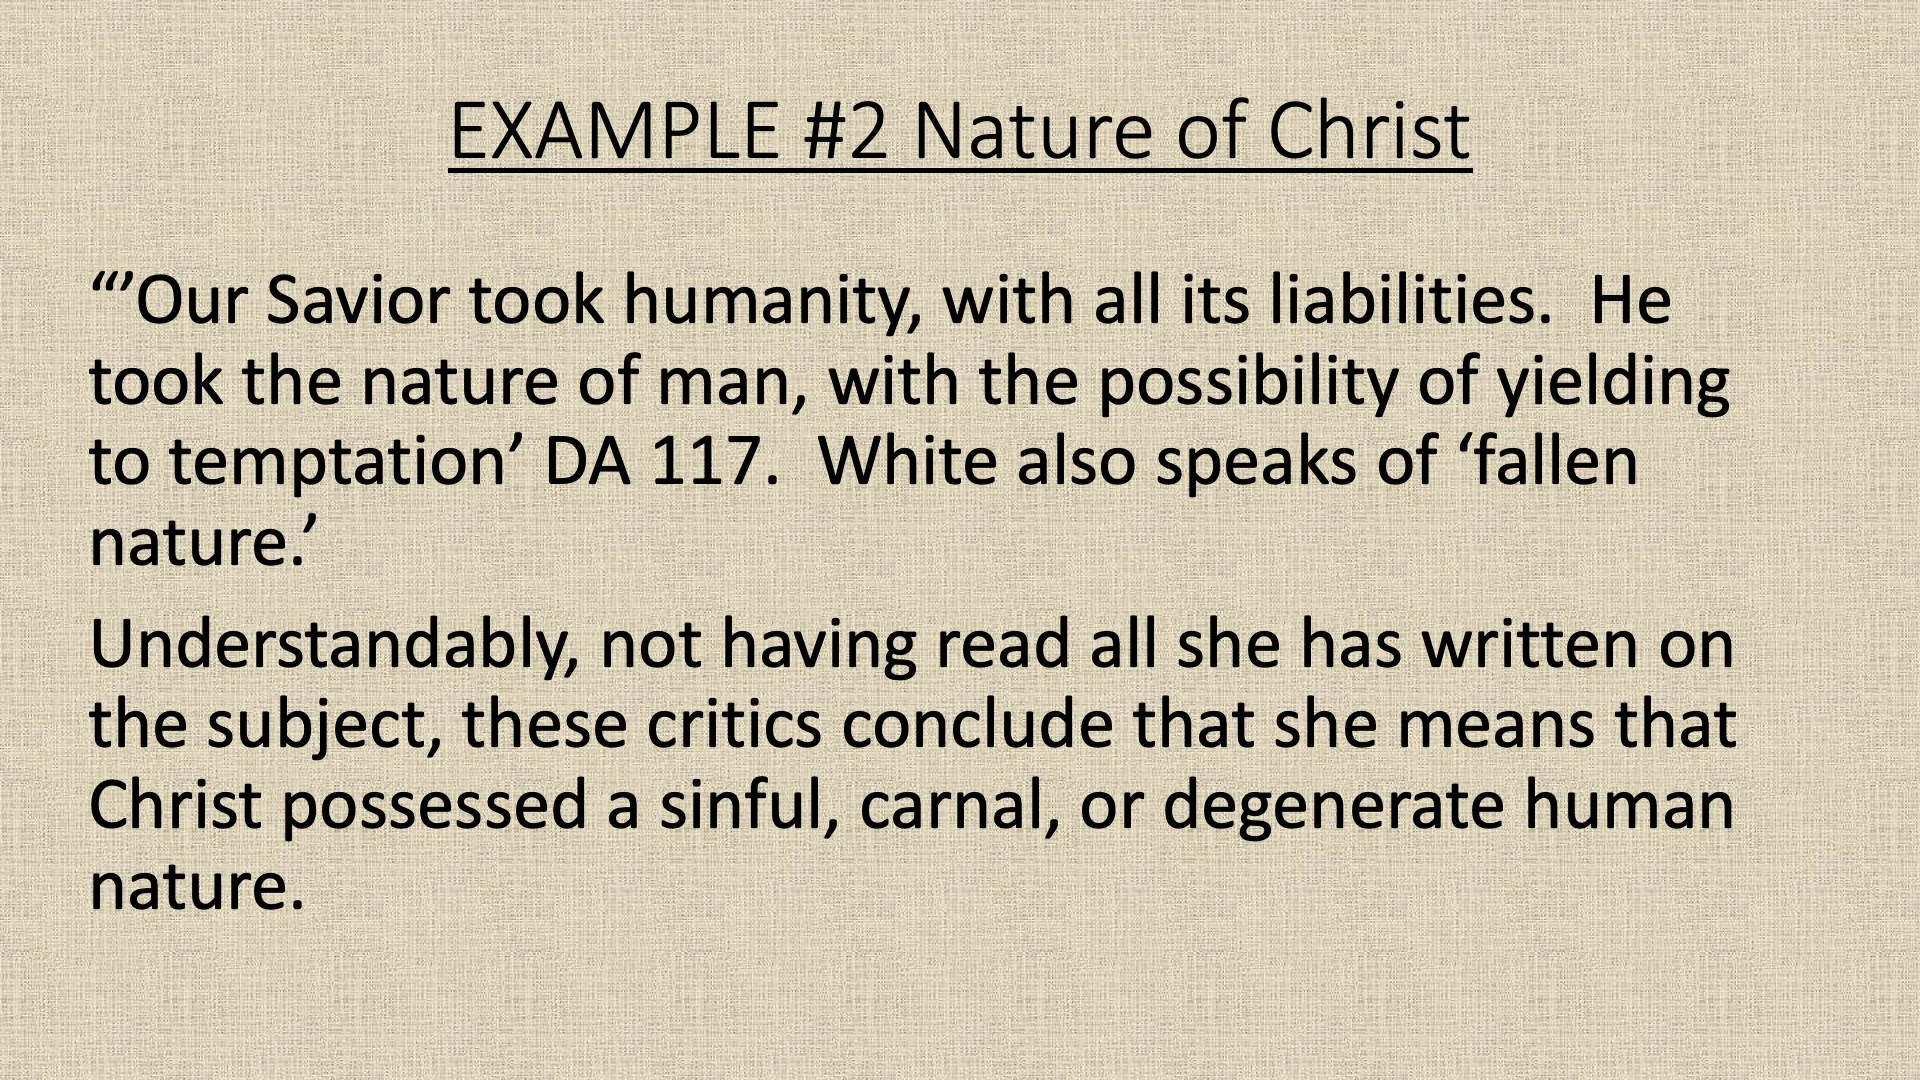 EXAMPLE #2 Nature of Christ
“’Our Savior took humanity, with all its liabilities.  He
took the nature of man, with the possibility of yielding
to temptation’ DA 117.  White also speaks of ‘fallen
nature.’
Understandably, not having read all she has written on
the subject, these critics conclude that she means that
Christ possessed a sinful, carnal, or degenerate human
nature.